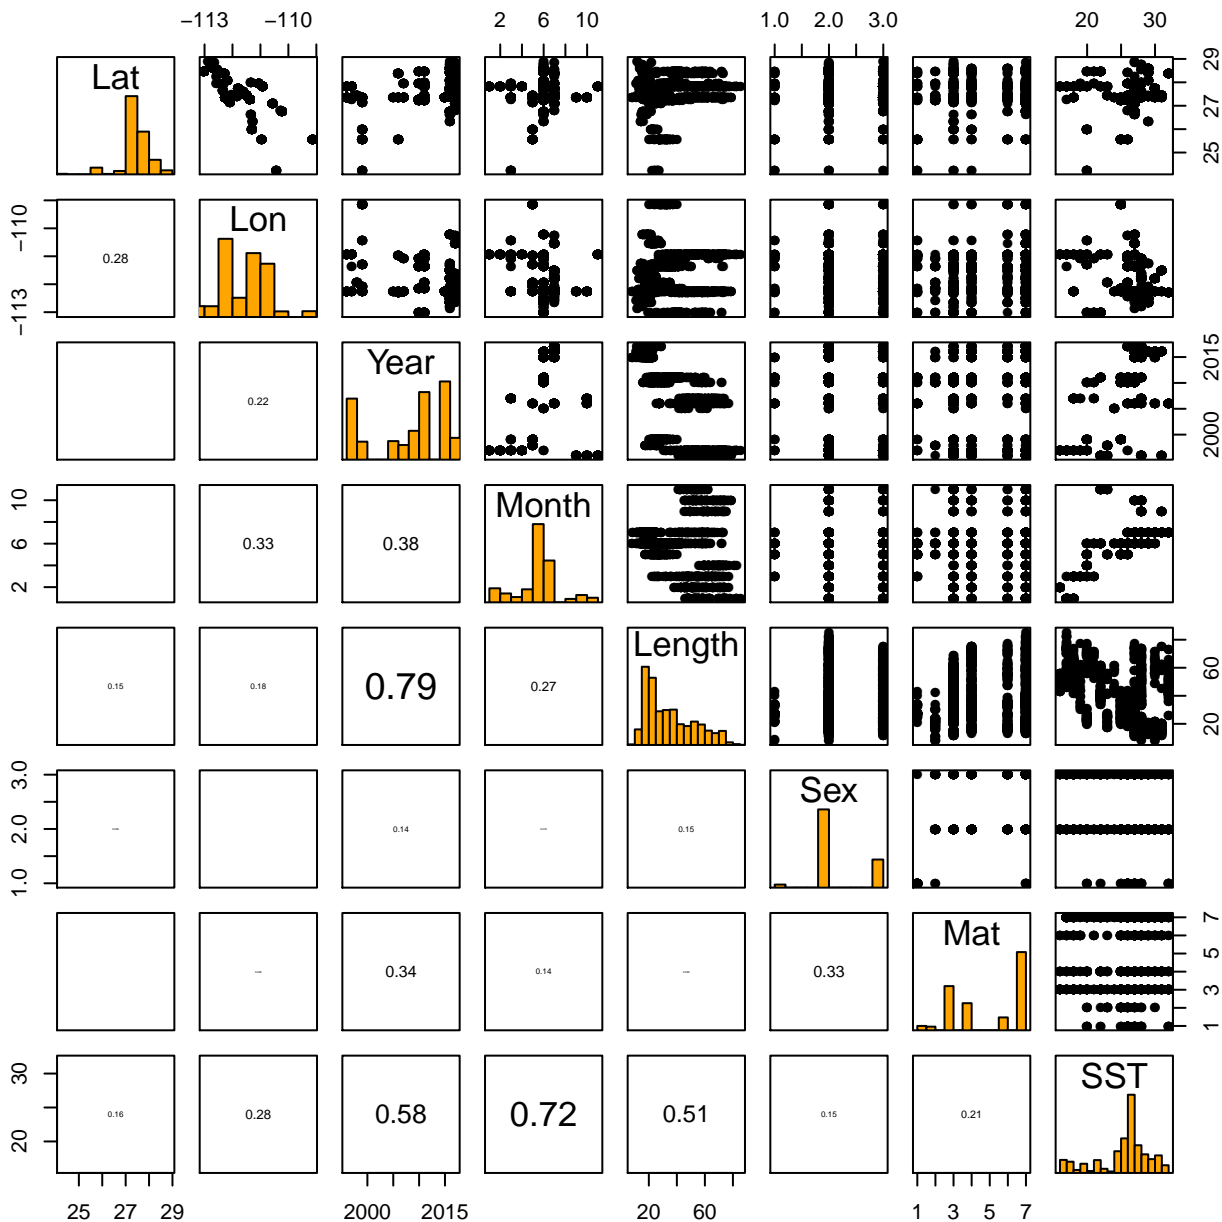 −113 −110 2 6 10 1.0 2.0 3.0 20 30
Lat 25 27 29
−113 −110 0.28 Lon
0.22 Year 2000 2015
2 6 10 0.33 0.38 Month
0.15 0.18 0.79 0.27 Length 20 60
1.0 2.0 3.0 0.14 0.15 Sex
0.34 0.14 0.33 Mat 1 3 5 7
20 30 0.16 0.28 0.58 0.72 0.51 0.15 0.21 SST
25 27 29 2000 2015 20 60 1 3 5 7